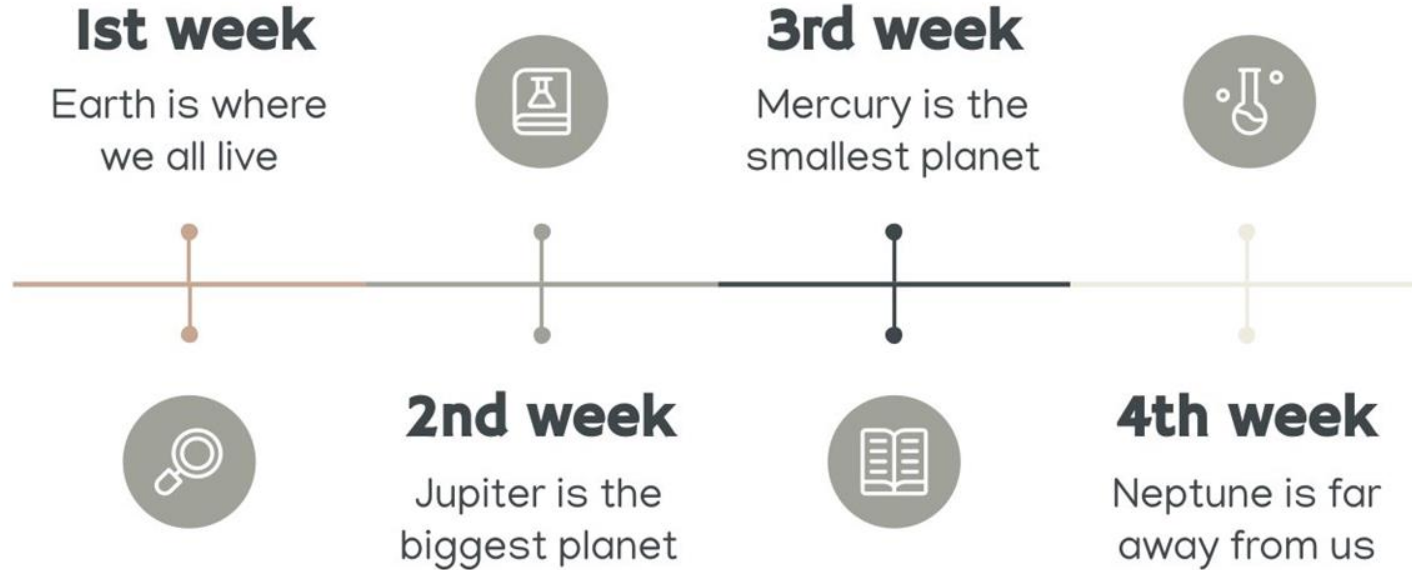 1st week
Earth is where
we all live
2nd week
Jupiter is the
biggest planet
3rd week
Mercury is the
smallest planet
4th week
Neptune is far
away from us